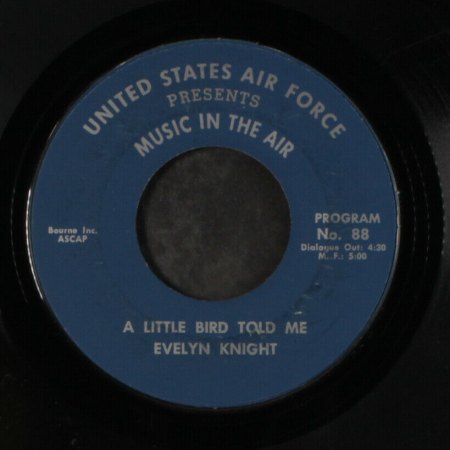 UNITED STATES AIR FORCE
PRESENTS
MUSIC IN THE AIR
Bourne Inc.
ASCAP
PROGRAM
No. 88
Dialogue Out: 4:30
M. F.: 5:00
A LITTLE BIRD TOLD ME
EVELYN KNIGHT